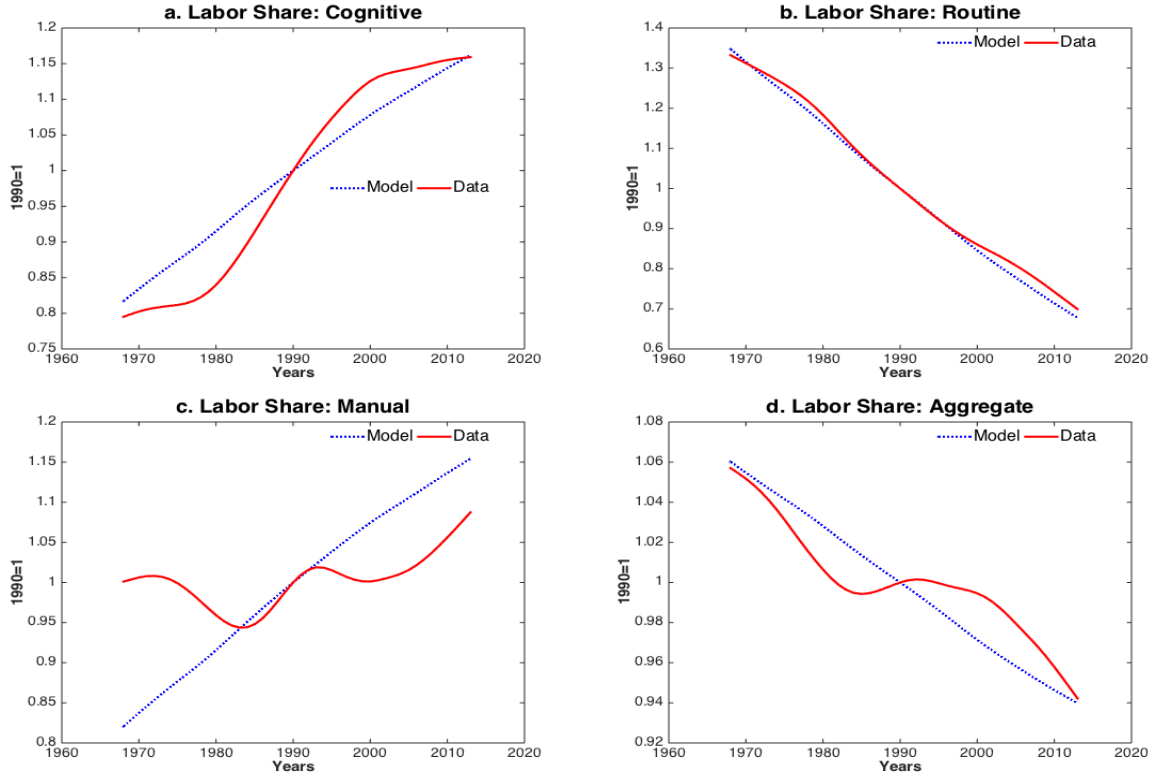 a. Labor Share: Cognitive
1.2
1.15
1.1
1.05
1
0.95
0.9
0.85
0.8
0.75
1990=1
Model Data
1960 1970 1980 1990 2000 2010 2020
Years
b. Labor Share: Routine
1.4
1.3
1.2
1.1
1
0.9
0.8
0.7
0.6
1990=1
Model Data
1960 1970 1980 1990 2000 2010 2020
Years
c. Labor Share: Manual
1.2
1.15
1.1
1.05
1
0.95
0.9
0.85
0.8
1990=1
Model Data
1960 1970 1980 1990 2000 2010 2020
Years
d. Labor Share: Aggregate
1.08
1.06
1.04
1.02
1
0.98
0.96
0.94
0.92
1990=1
Model Data
1960 1970 1980 1990 2000 2010 2020
Years